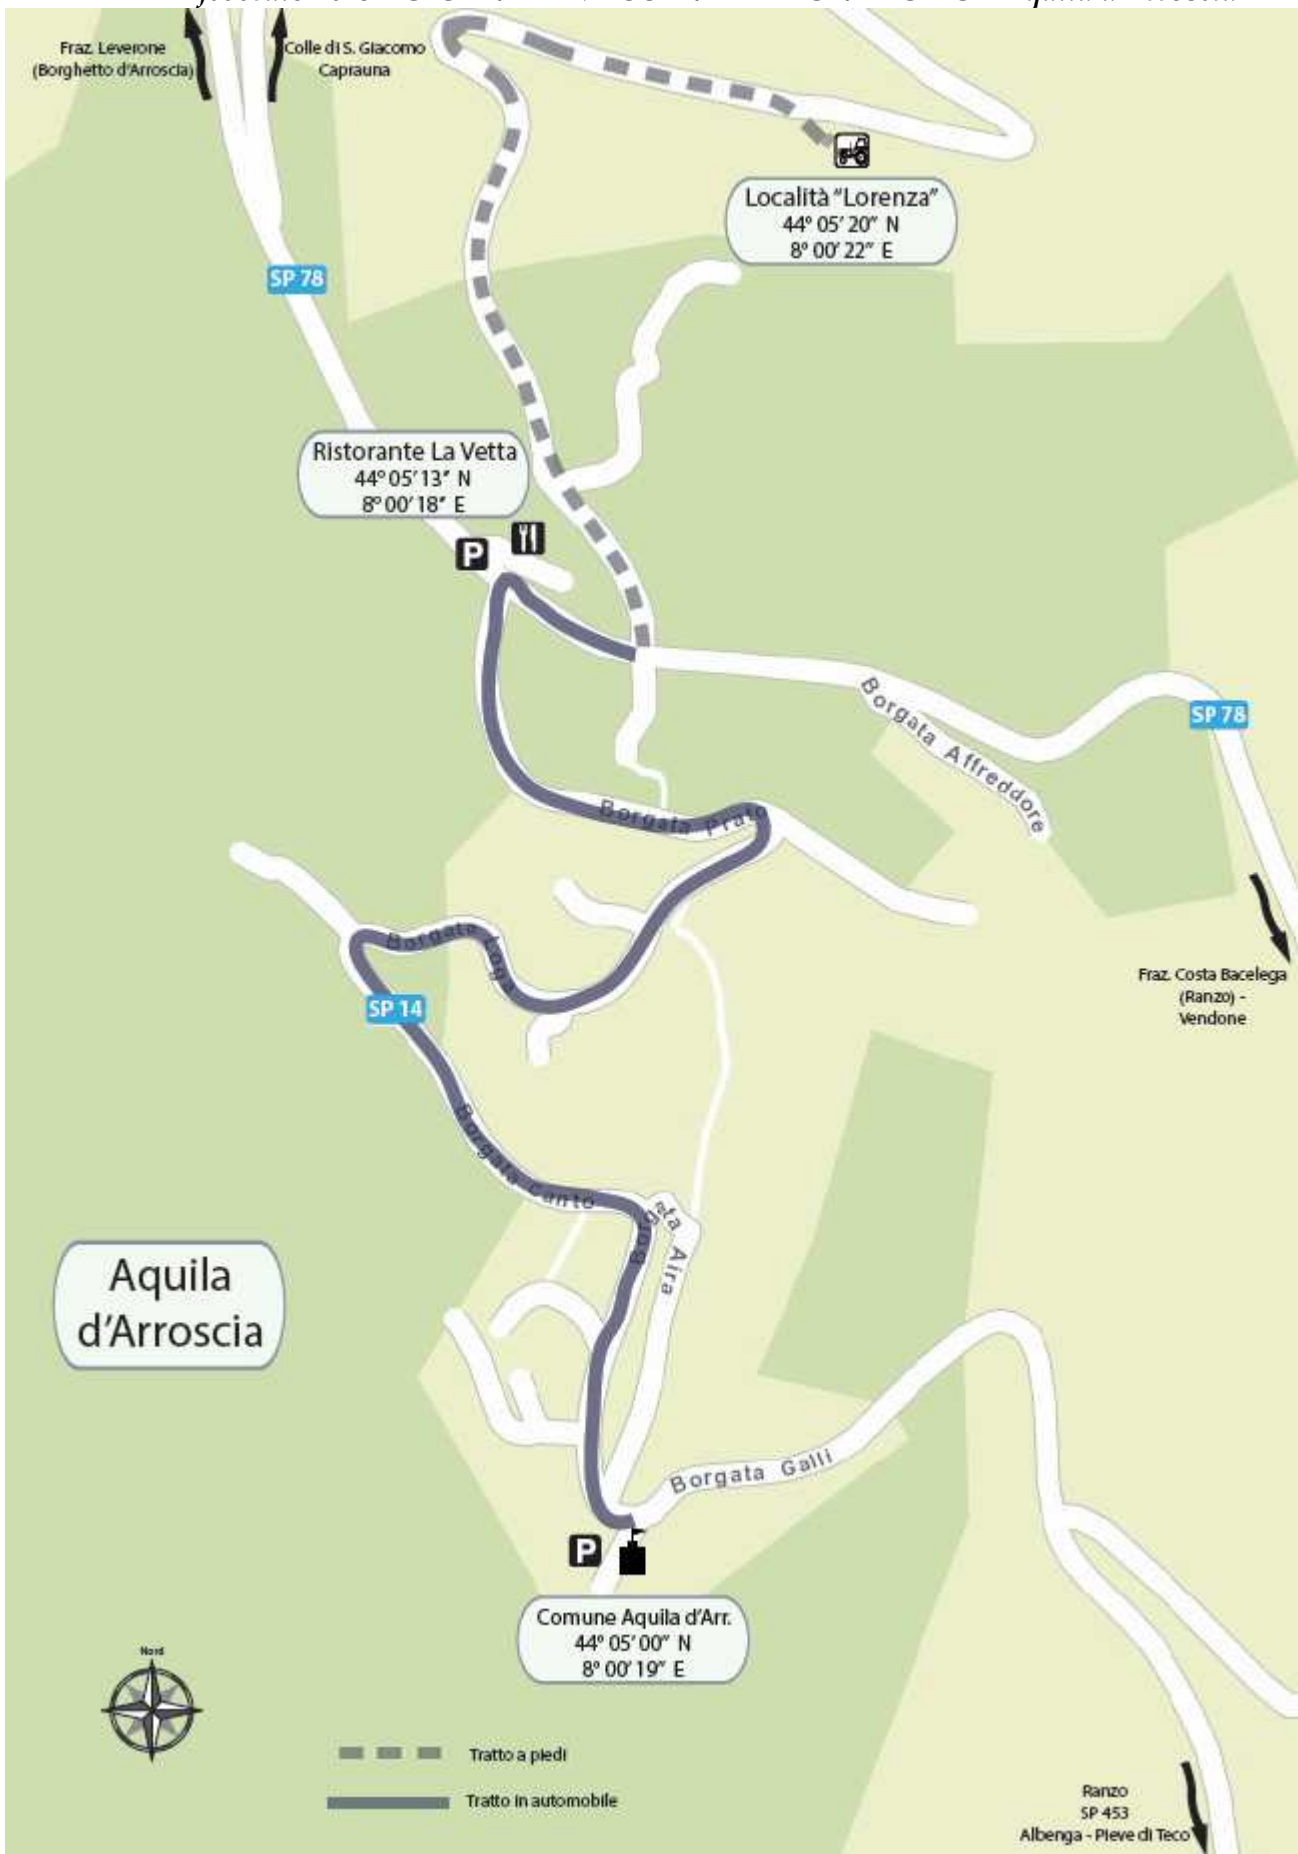 Fraz. Leverone
(Borghetto d'Arroscia)
Colle di S. Giacomo
Caprauna
Località "Lorenza"
44° 05' 20" N
8° 00' 22" E
SP 78
Ristorante La Vetta
44° 05' 13" N
8° 00' 18" E
P
Borgata Affreddore
SP 78
Borgata Prato
Borgata Loga
SP 14
Fraz. Costa Bacelega
(Ranzo) -
Vendone
Borgata Canto
Borgata Aira
Aquila
d'Arroscia
Borgata Galli
P
Comune Aquila d'Arr.
44° 05' 00" N
8° 00' 19" E
Nord
Tratto a piedi
Tratto in automobile
Ranzo
SP 453
Albenga - Pieve di Teco